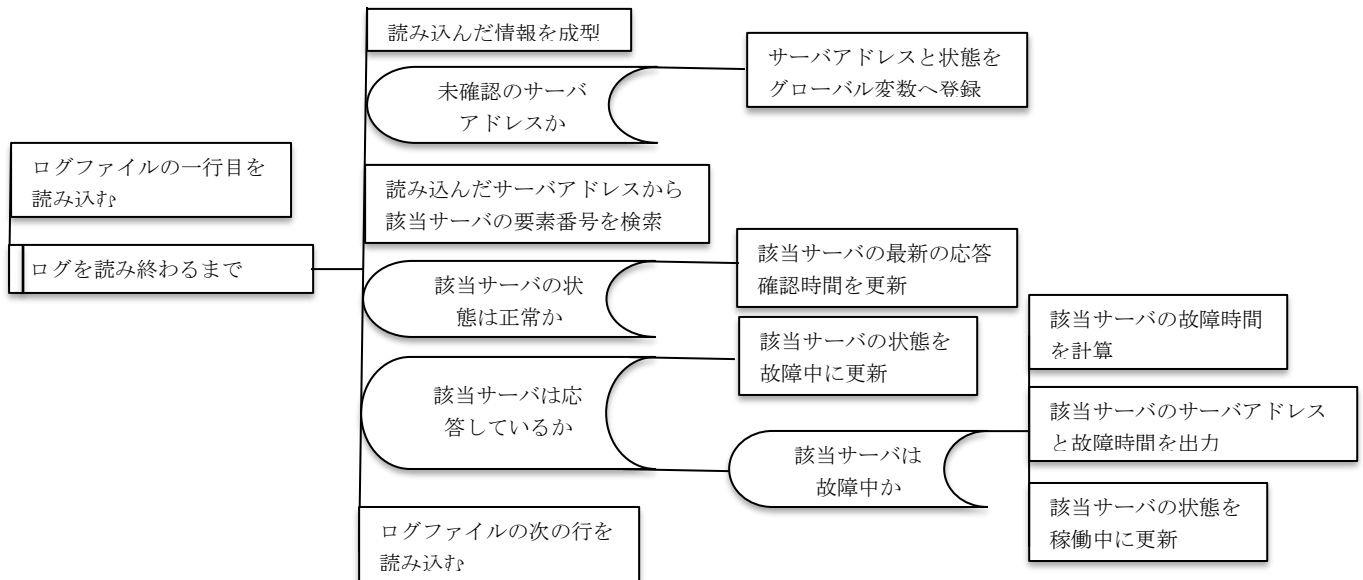 ログファイルの一行目を
読み込む
ログを読み終わるまで
読み込んだ情報を成型
未確認のサーバ
アドレスか
サーバアドレスと状態を
グローバル変数へ登録
読み込んだサーバアドレスから
該当サーバの要素番号を検索
該当サーバの状
態は正常か
該当サーバの最新の応答
確認時間を更新
該当サーバは応
答しているか
該当サーバの状態を
故障中に更新
該当サーバは
故障中か
該当サーバの故障時間
を計算
該当サーバのサーバアドレス
と故障時間を出力
該当サーバの状態を
稼働中に更新
ログファイルの次の行を
読み込む